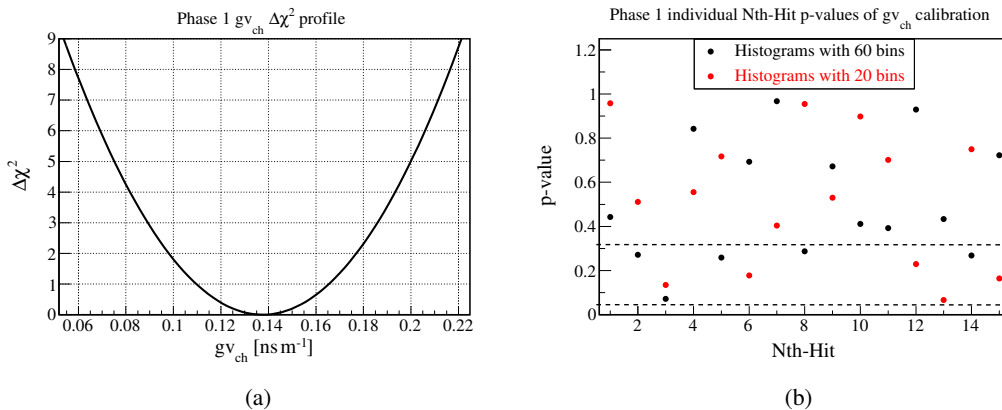 Phase 1 gv_ch Δχ² profile
9
8
7
6
5
4
3
2
1
0
Δχ²
0.06 0.08 0.1 0.12 0.14 0.16 0.18 0.2 0.22
gv_ch [ns m⁻¹]
(a)
Phase 1 individual Nth-Hit p-values of gv_ch calibration
Histograms with 60 bins
Histograms with 20 bins
1.2
1
0.8
0.6
0.4
0.2
0
p-value
2 4 6 8 10 12 14
Nth-Hit
(b)